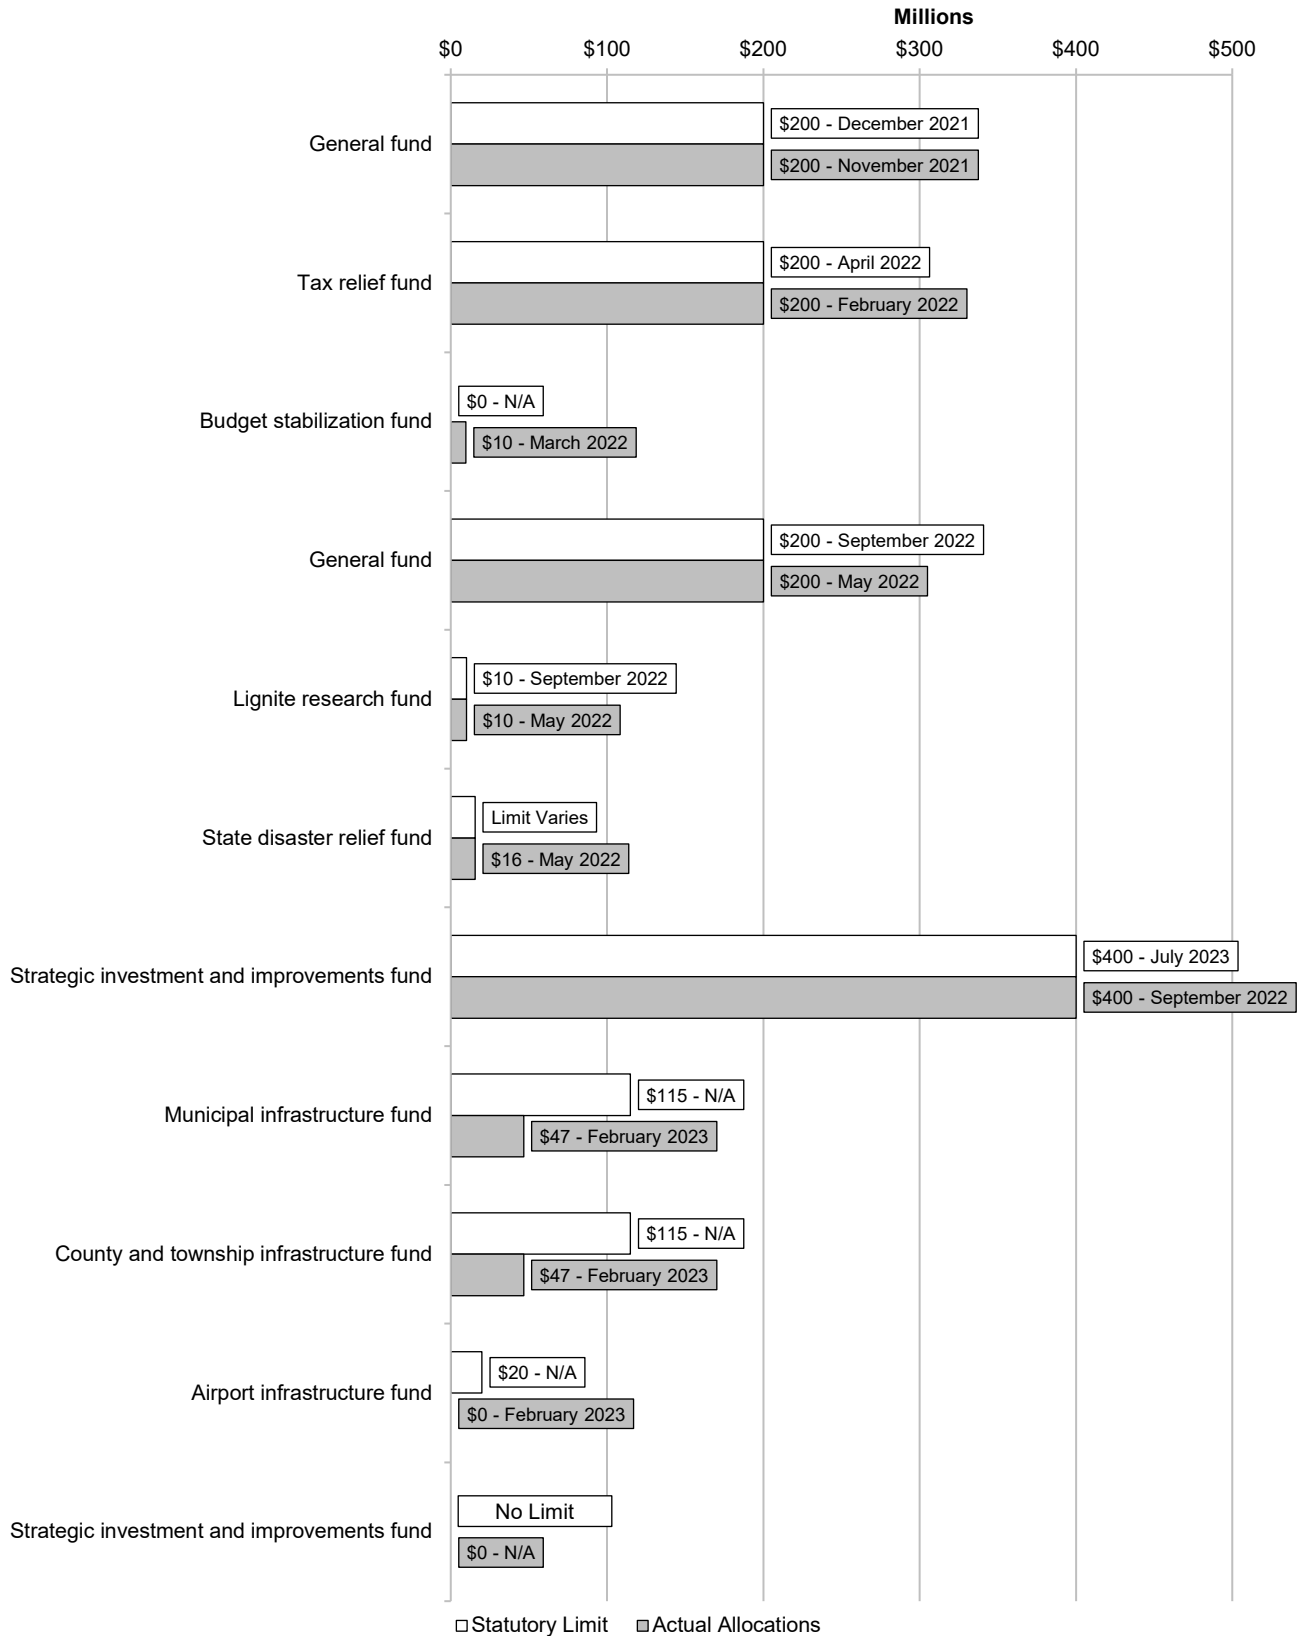 Millions
$0 $100 $200 $300 $400 $500
$200 - December 2021
General fund
$200 - November 2021
$200 - April 2022
Tax relief fund
$200 - February 2022
$0 - N/A
Budget stabilization fund
$10 - March 2022
$200 - September 2022
General fund
$200 - May 2022
$10 - September 2022
Lignite research fund
$10 - May 2022
Limit Varies
State disaster relief fund
$16 - May 2022
$400 - July 2023
Strategic investment and improvements fund
$400 - September 2022
$115 - N/A
Municipal infrastructure fund
$47 - February 2023
$115 - N/A
County and township infrastructure fund
$47 - February 2023
$20 - N/A
Airport infrastructure fund
$0 - February 2023
No Limit
Strategic investment and improvements fund
$0 - N/A
Statutory Limit Actual Allocations